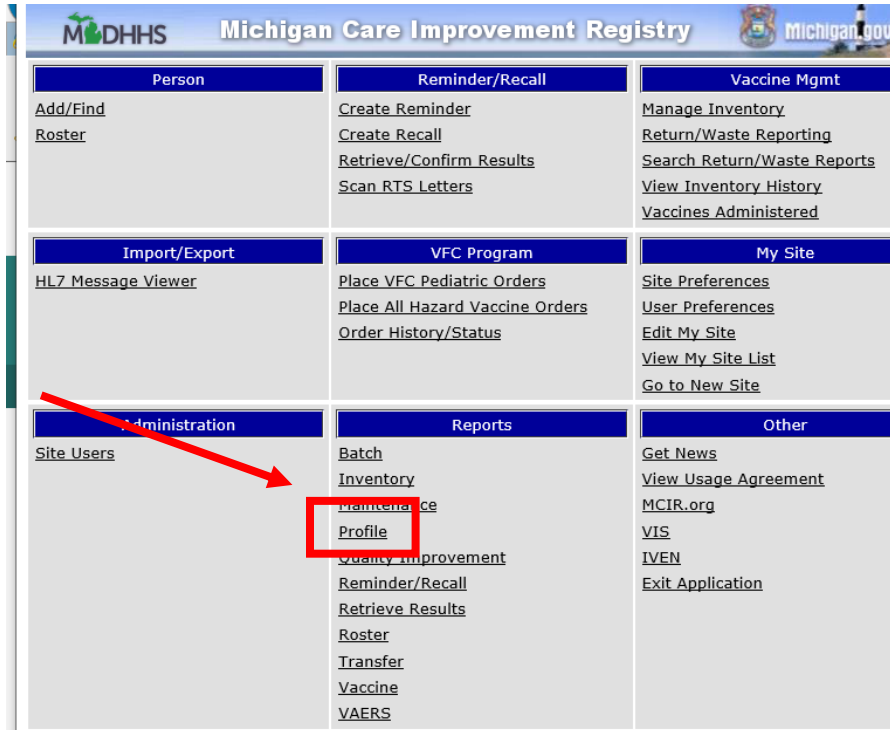 MDHHS Michigan Care Improvement Registry Michigan.gov
Person
Add/Find
Roster
Reminder/Recall
Create Reminder
Create Recall
Retrieve/Confirm Results
Scan RTS Letters
Vaccine Mgmt
Manage Inventory
Return/Waste Reporting
Search Return/Waste Reports
View Inventory History
Vaccines Administered
Import/Export
HL7 Message Viewer
VFC Program
Place VFC Pediatric Orders
Place All Hazard Vaccine Orders
Order History/Status
My Site
Site Preferences
User Preferences
Edit My Site
View My Site List
Go to New Site
Administration
Site Users
Reports
Batch
Inventory
Maintenance
Profile
Quality Improvement
Reminder/Recall
Retrieve Results
Roster
Transfer
Vaccine
VAERS
Other
Get News
View Usage Agreement
MCIR.org
VIS
IVEN
Exit Application